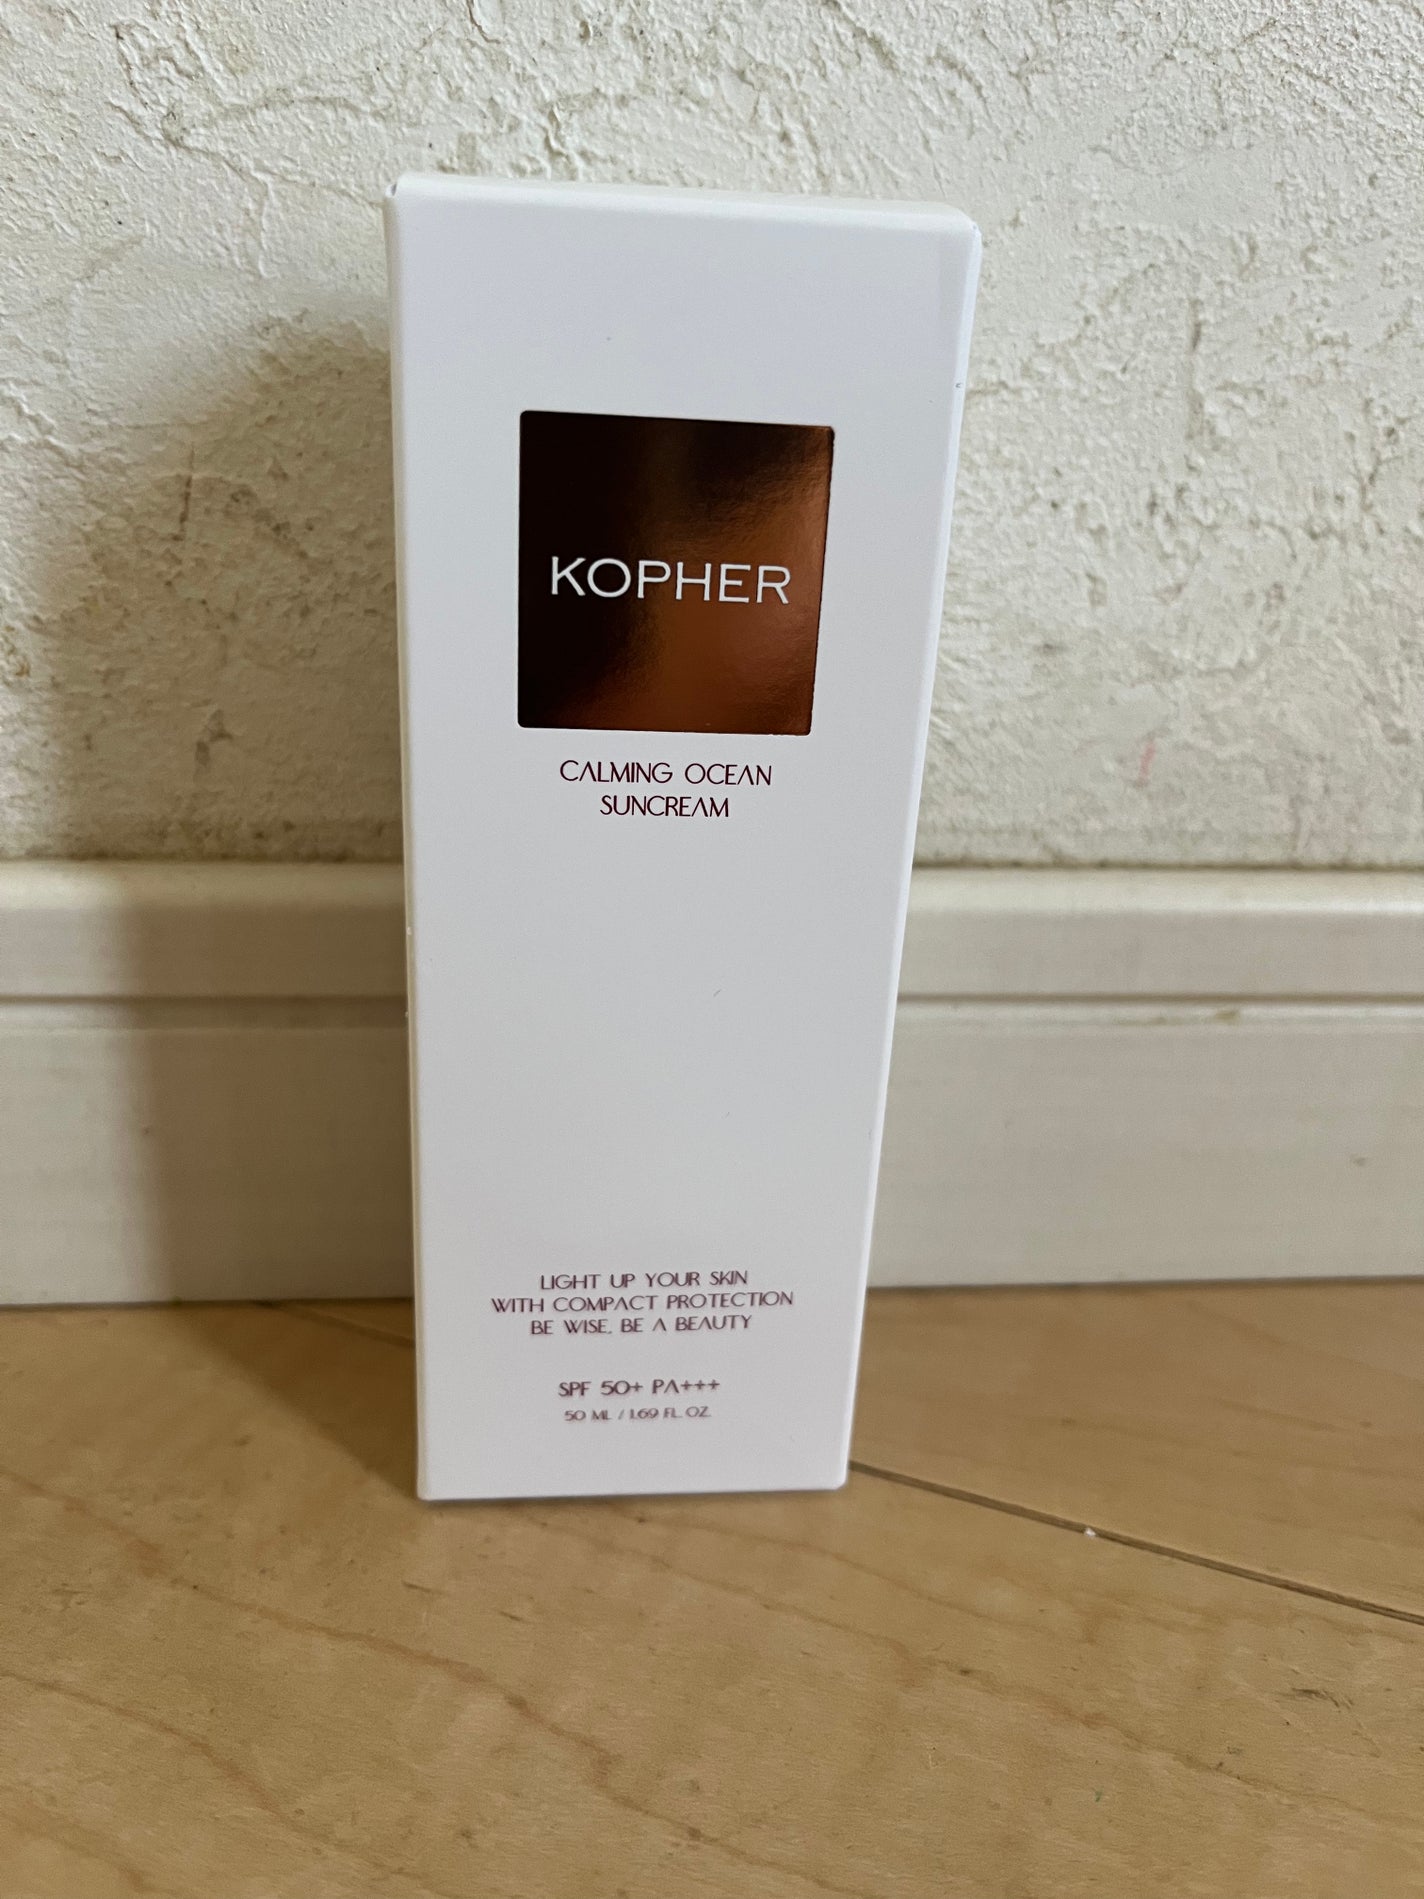 KOPHER
CALMING OCEAN
SUNCREAM
LIGHT UP YOUR SKIN
WITH COMPACT PROTECTION
BE WISE, BE A BEAUTY
SPF 50+ PA+++
50 ML / 1.69 FL. OZ.